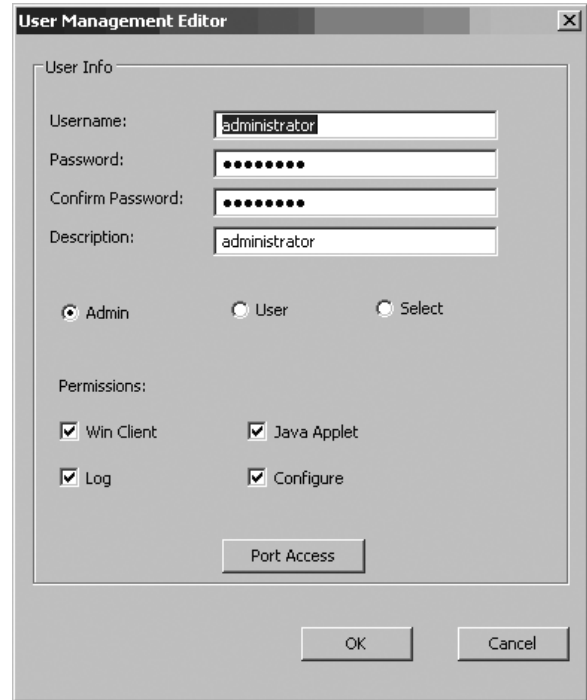 User Management Editor
User Info
Username: administrator
Password: ●●●●●●●●
Confirm Password: ●●●●●●●●
Description: administrator
Admin User Select
Permissions:
Win Client Java Applet
Log Configure
Port Access
OK Cancel